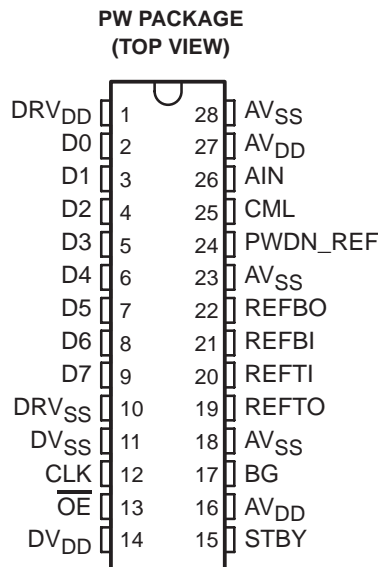 PW PACKAGE
(TOP VIEW)
DRVDD 1 28 AVSS
D0 2 27 AVDD
D1 3 26 AIN
D2 4 25 CML
D3 5 24 PWDN_REF
D4 6 23 AVSS
D5 7 22 REFBO
D6 8 21 REFBI
D7 9 20 REFTI
DRVSS 10 19 REFTO
DVSS 11 18 AVSS
CLK 12 17 BG
OE 13 16 AVDD
DVDD 14 15 STBY